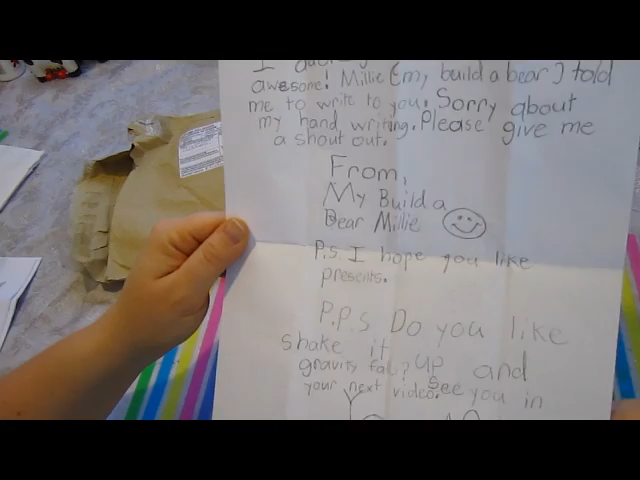 awesome! Millie (my build a bear) told
me to write to you. Sorry about
my hand writing. Please give me
a shout out.
From,
My Build a
Bear Millie
P.S. I hope you like
presents.
P.P.S Do you like
shake it up and
gravity fal?
See you in
your next video.